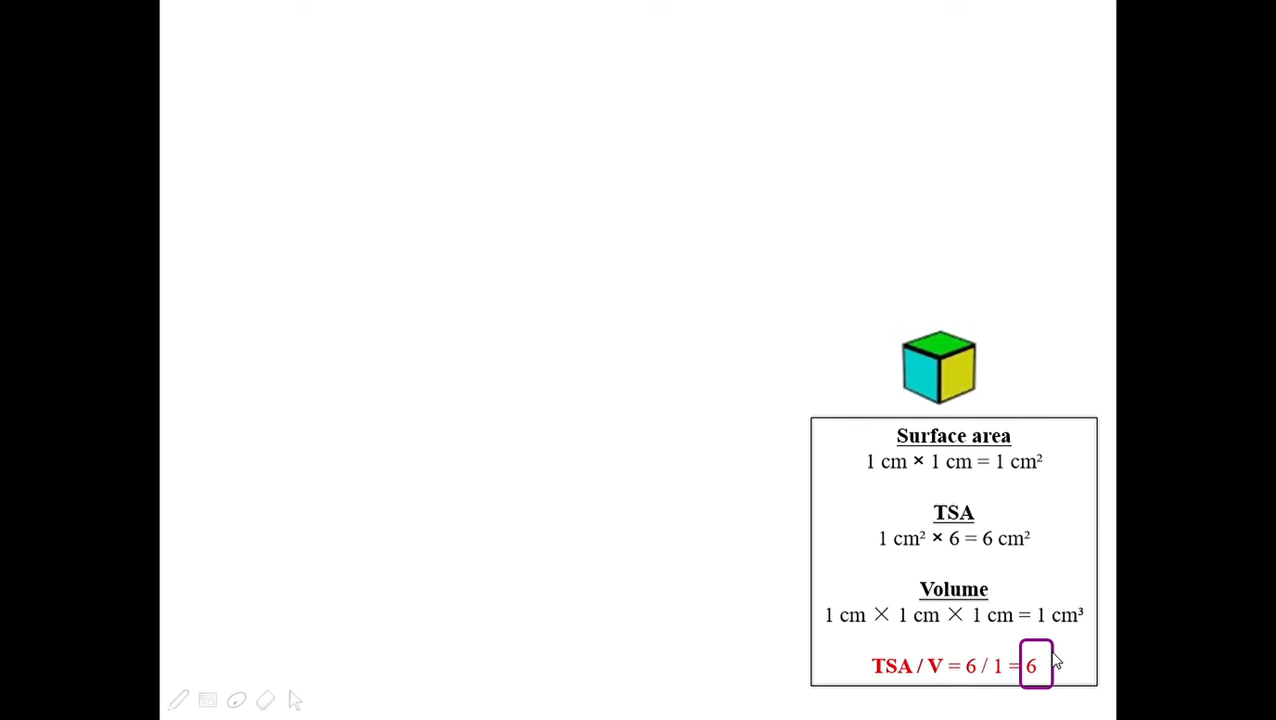 Surface area
1 cm × 1 cm = 1 cm²
TSA
1 cm² × 6 = 6 cm²
Volume
1 cm × 1 cm × 1 cm = 1 cm³
TSA / V = 6 / 1 = 6